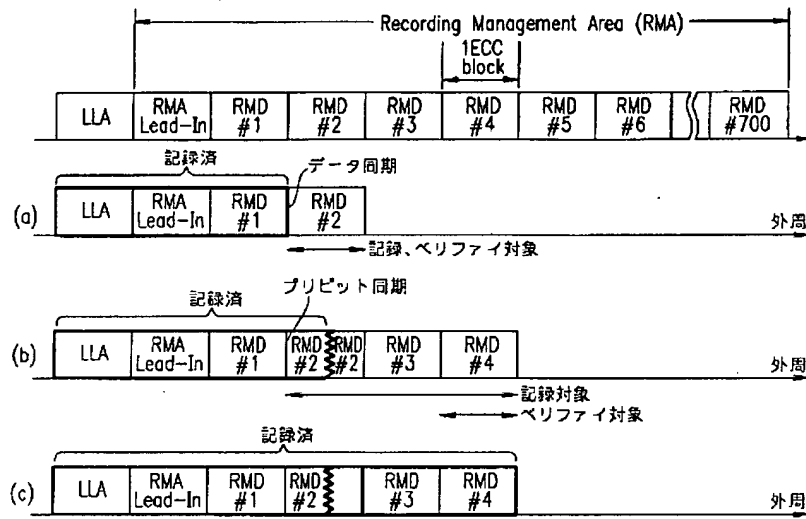 Recording Management Area (RMA)
1ECC
block
LLA
RMA
Lead-In
RMD
#1
RMD
#2
RMD
#3
RMD
#4
RMD
#5
RMD
#6
RMD
#700
記録済
データ同期
(a)
LLA
RMA
Lead-In
RMD
#1
RMD
#2
外周
記録、ベリファイ対象
記録済
プリピット同期
(b)
LLA
RMA
Lead-In
RMD
#1
RMD
#2
RMD
#2
RMD
#3
RMD
#4
外周
記録対象
ベリファイ対象
記録済
(c)
LLA
RMA
Lead-In
RMD
#1
RMD
#2
RMD
#3
RMD
#4
外周